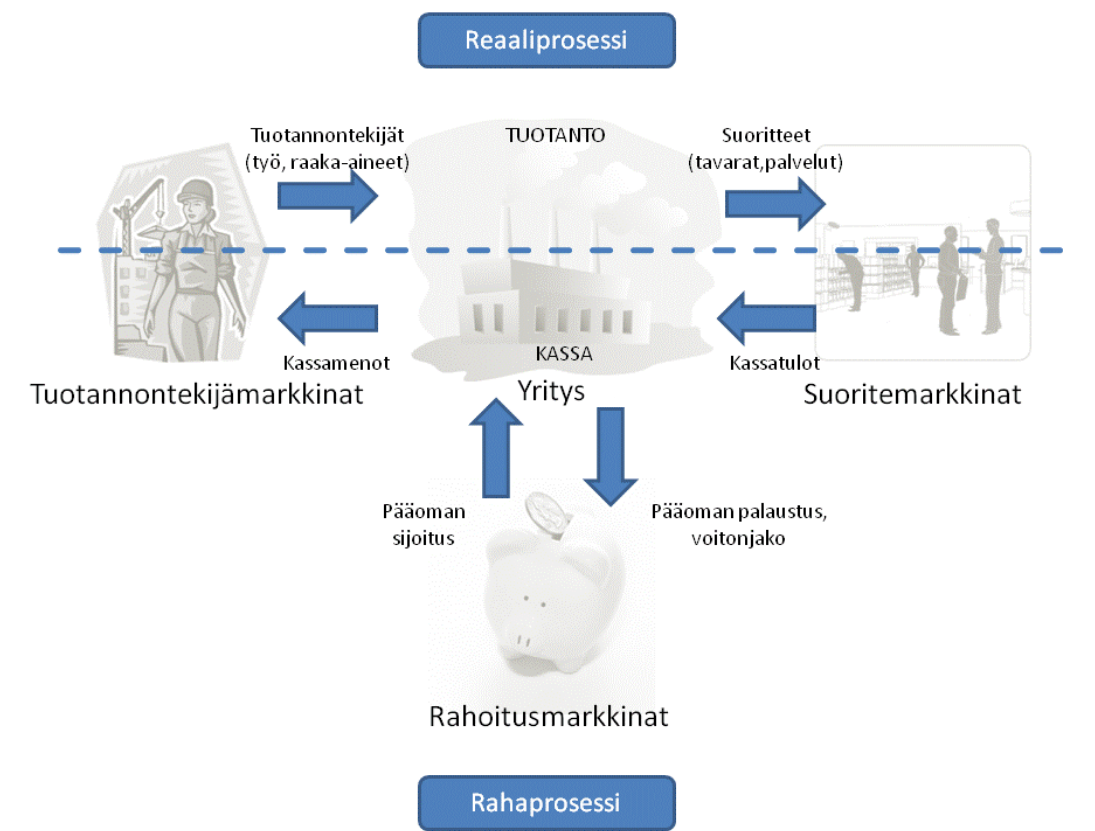 Reaaliprosessi
Tuotannontekijät
(työ, raaka-aineet)
TUOTANTO
Suoritteet
(tavarat,palvelut)
Kassamenot
KASSA
Kassatulot
Tuotannontekijämarkkinat
Yritys
Suoritemarkkinat
Pääoman
sijoitus
Pääoman palautus,
voitonjako
Rahoitusmarkkinat
Rahaprosessi